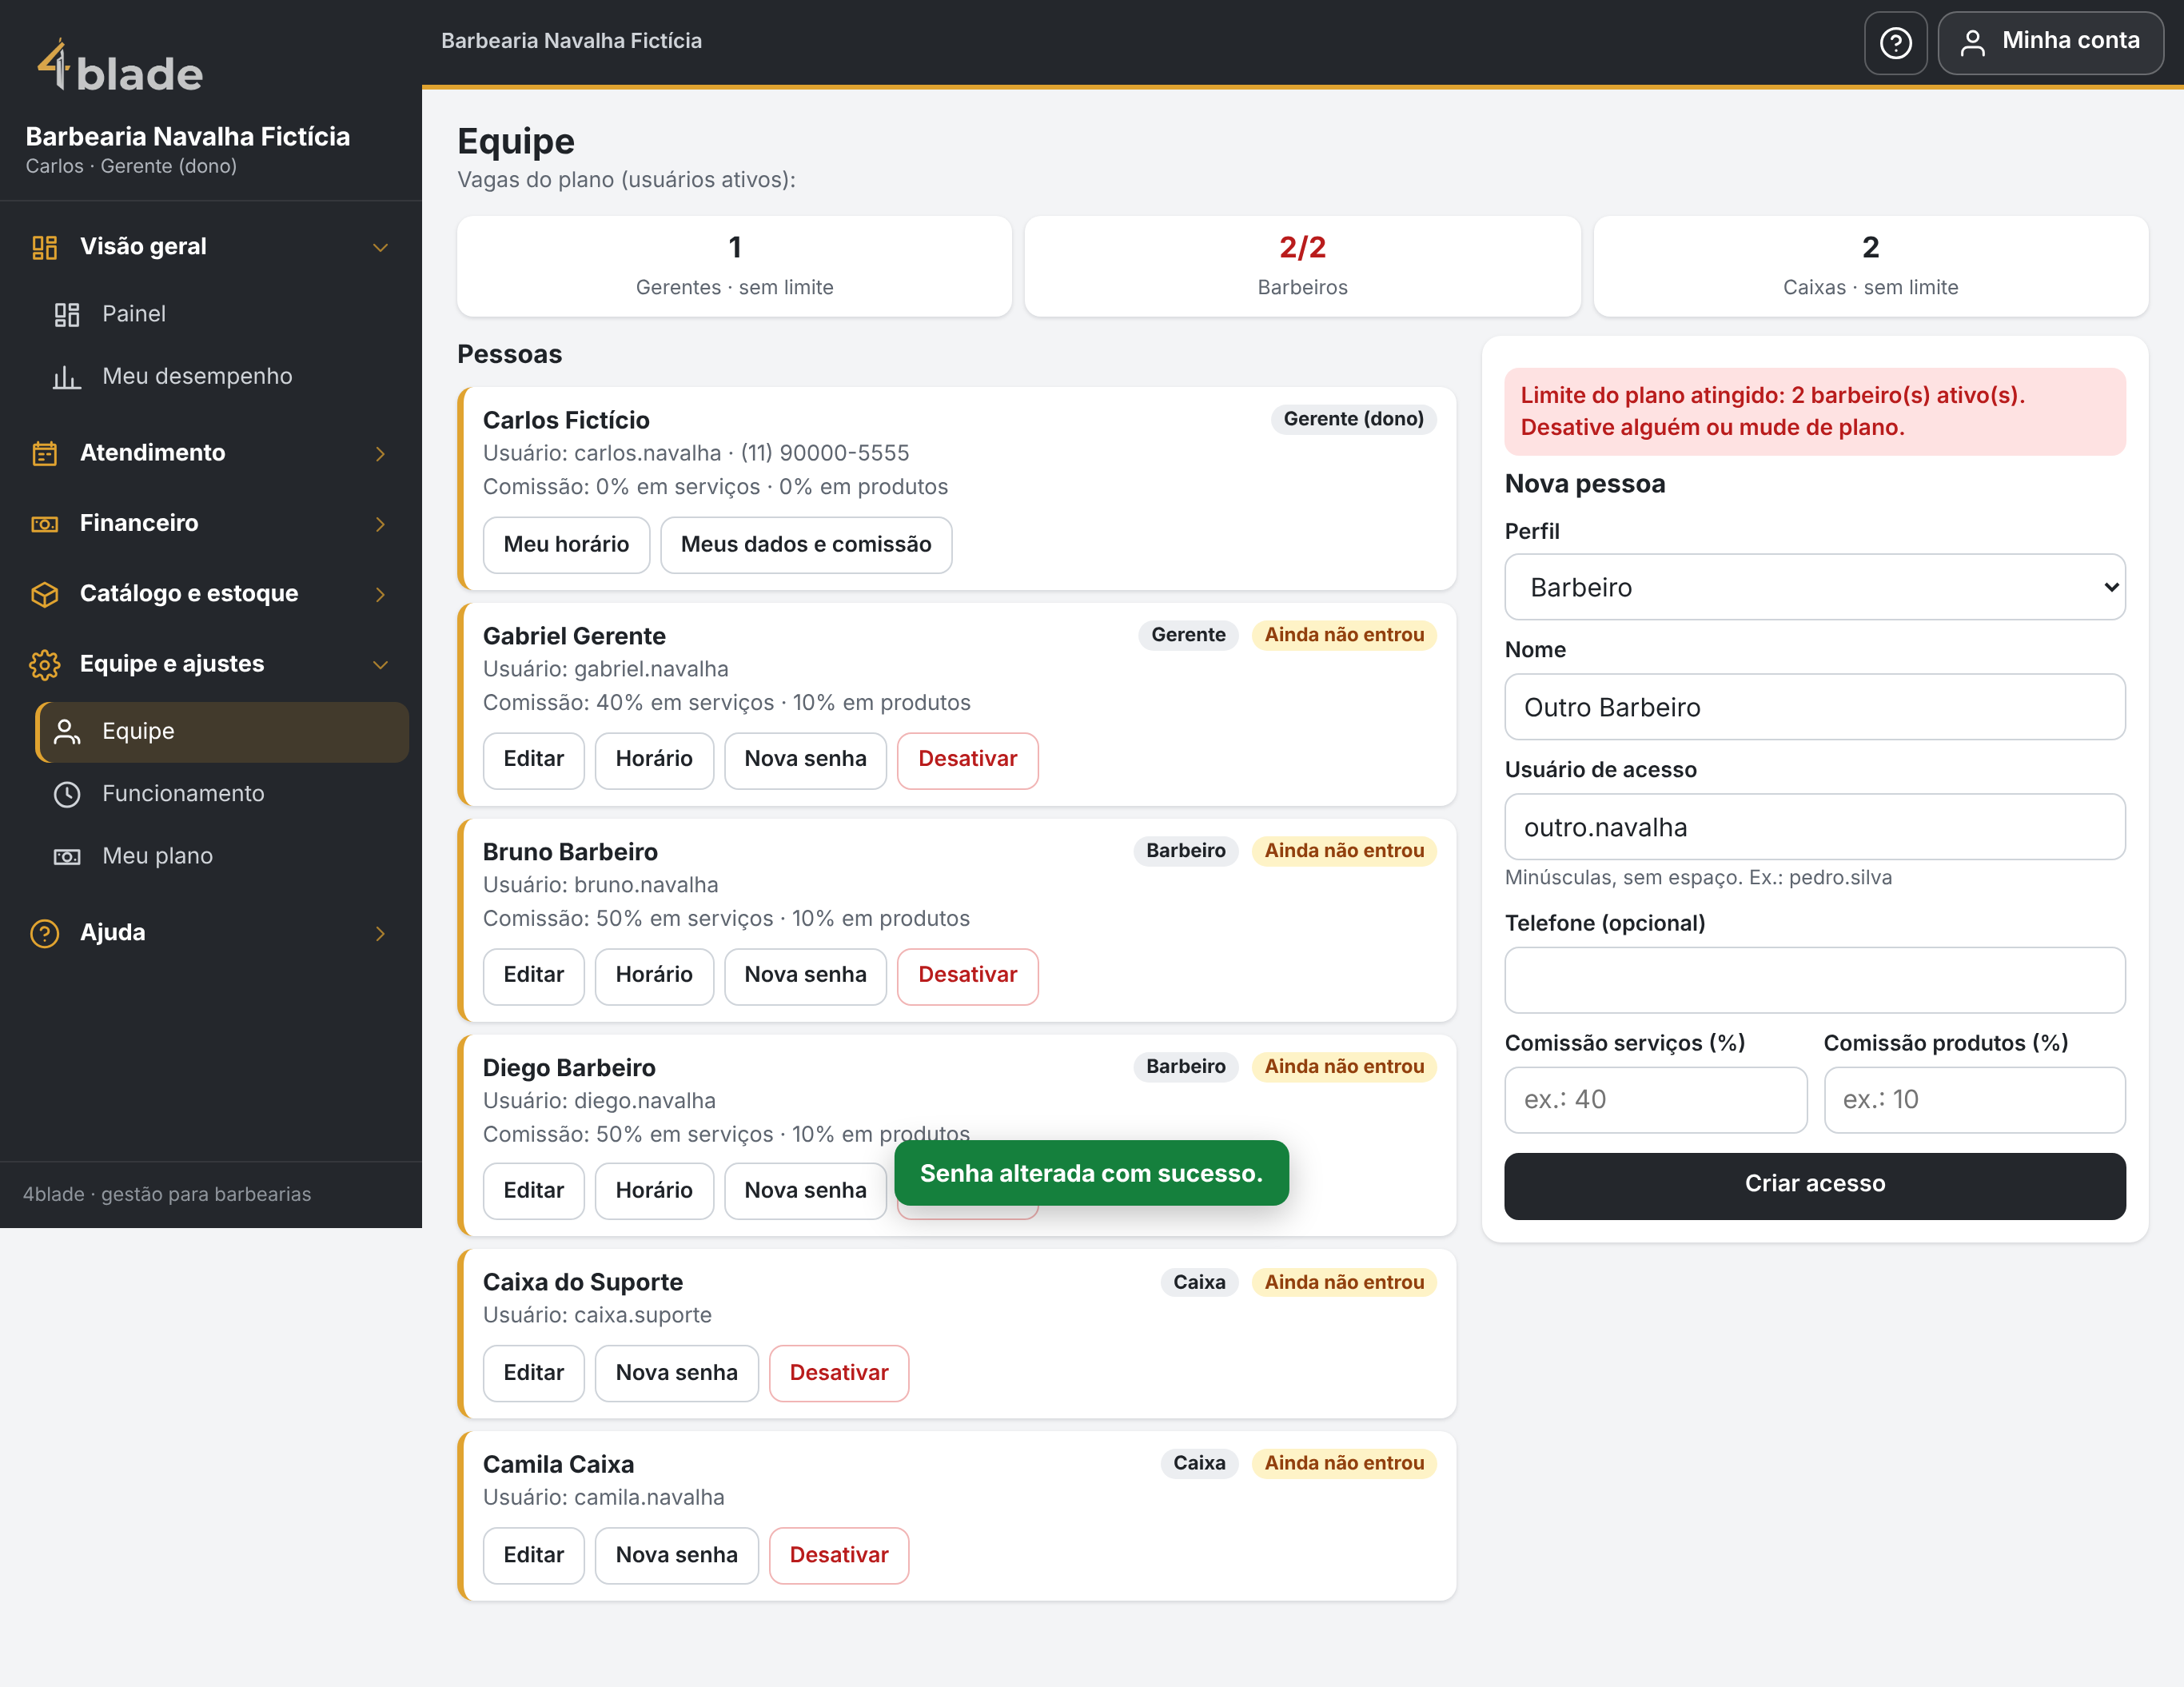 4blade
Barbearia Navalha Fictícia
Carlos · Gerente (dono)
Visão geral
Painel
Meu desempenho
Atendimento
Financeiro
Catálogo e estoque
Equipe e ajustes
Equipe
Funcionamento
Meu plano
Ajuda
4blade · gestão para barbearias
Barbearia Navalha Fictícia
Minha conta
Equipe
Vagas do plano (usuários ativos):
1
Gerentes · sem limite
2/2
Barbeiros
2
Caixas · sem limite
Pessoas
Carlos Fictício
Gerente (dono)
Usuário: carlos.navalha · (11) 90000-5555
Comissão: 0% em serviços · 0% em produtos
Meu horário
Meus dados e comissão
Gabriel Gerente
Gerente
Ainda não entrou
Usuário: gabriel.navalha
Comissão: 40% em serviços · 10% em produtos
Editar
Horário
Nova senha
Desativar
Bruno Barbeiro
Barbeiro
Ainda não entrou
Usuário: bruno.navalha
Comissão: 50% em serviços · 10% em produtos
Editar
Horário
Nova senha
Desativar
Diego Barbeiro
Barbeiro
Ainda não entrou
Usuário: diego.navalha
Comissão: 50% em serviços · 10% em produtos
Editar
Horário
Nova senha
Senha alterada com sucesso.
Caixa do Suporte
Caixa
Ainda não entrou
Usuário: caixa.suporte
Editar
Nova senha
Desativar
Camila Caixa
Caixa
Ainda não entrou
Usuário: camila.navalha
Editar
Nova senha
Desativar
Limite do plano atingido: 2 barbeiro(s) ativo(s).
Desative alguém ou mude de plano.
Nova pessoa
Perfil
Barbeiro
Nome
Outro Barbeiro
Usuário de acesso
outro.navalha
Minúsculas, sem espaço. Ex.: pedro.silva
Telefone (opcional)
Comissão serviços (%)
Comissão produtos (%)
ex.: 40
ex.: 10
Criar acesso